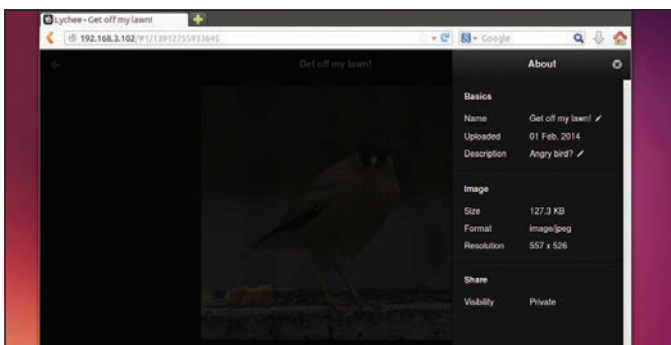 Lychee - Get off my lawn!
192.168.3.102/#1/13912755933645
Google
Get off my lawn!
About
Basics
Name Get off my lawn!
Uploaded 01 Feb. 2014
Description Angry bird?
Image
Size 127.3 KB
Format image/jpeg
Resolution 557 x 526
Share
Visibility Private